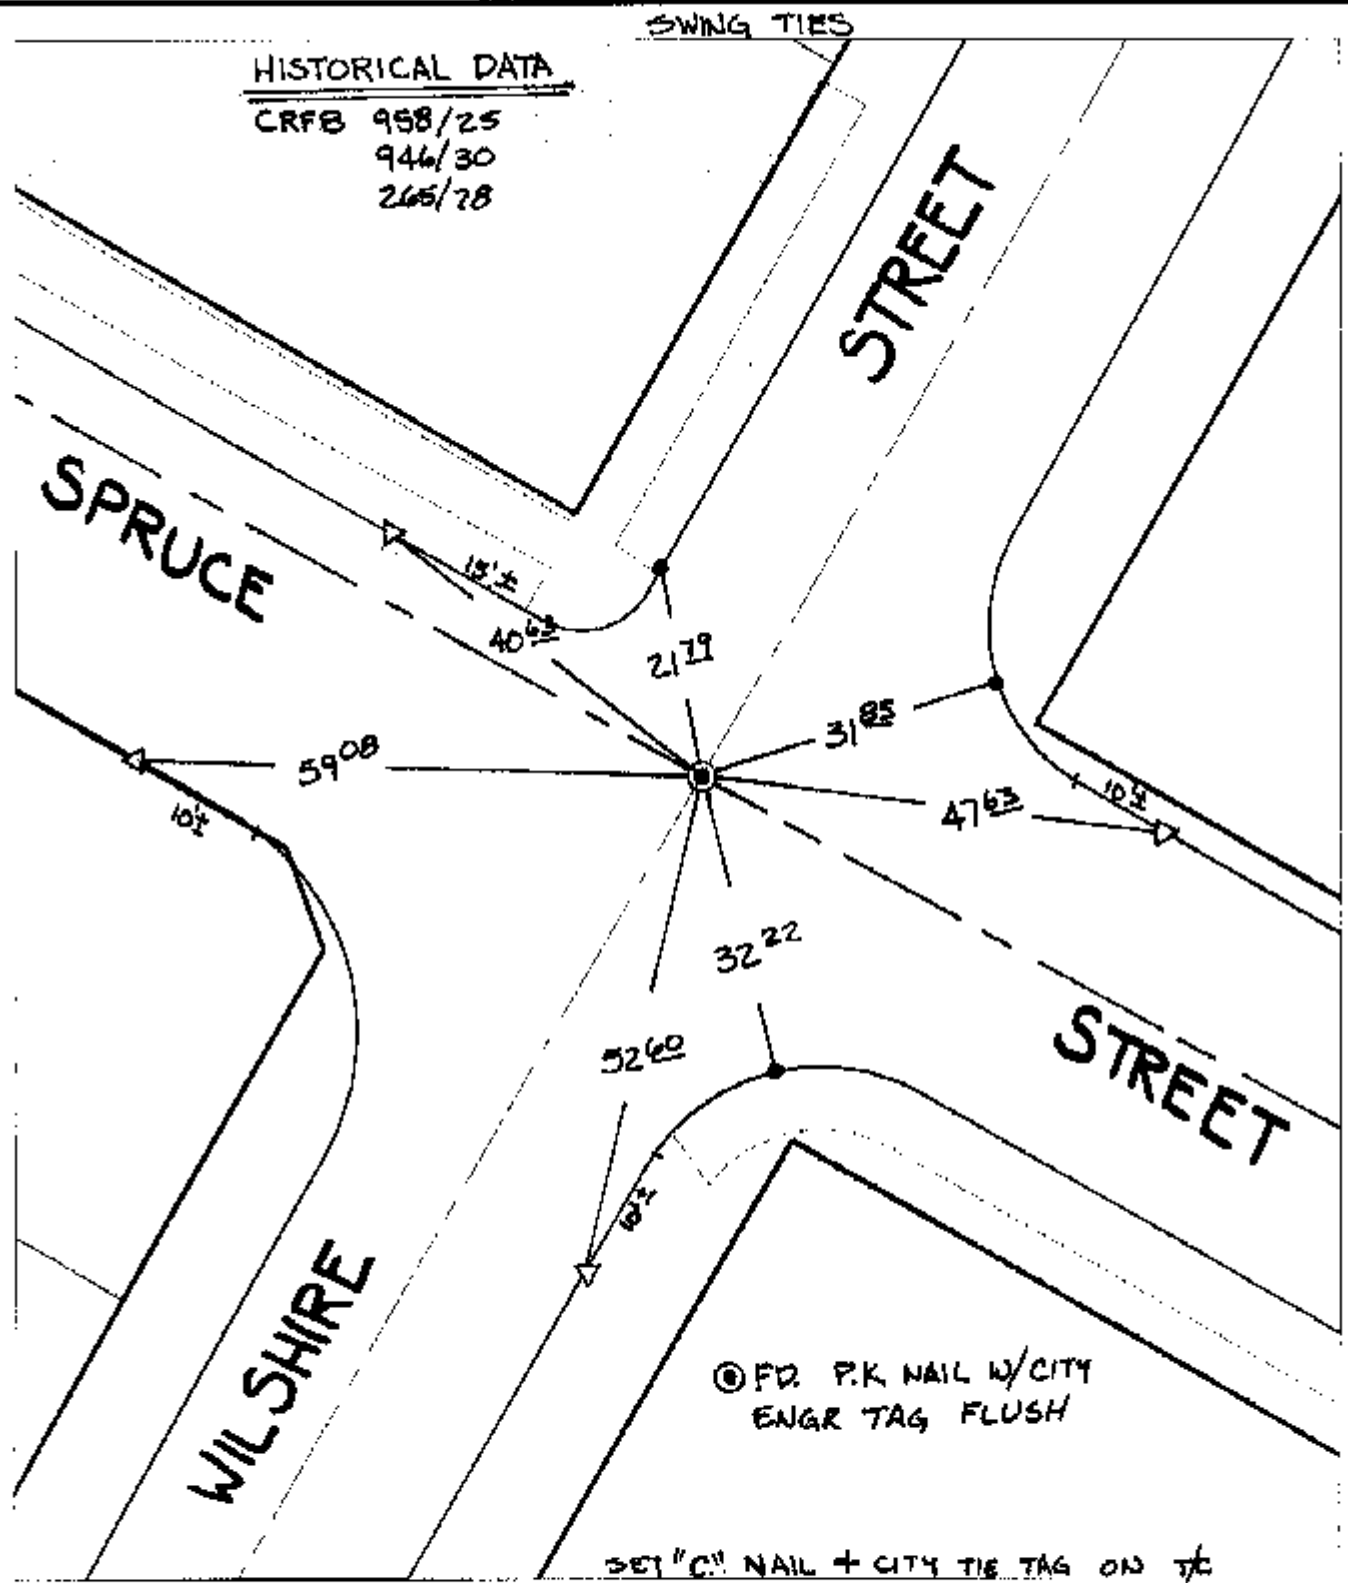 SWING TIES
HISTORICAL DATA
CRFB 958/25
946/30
265/28
STREET
SPRUCE
15'±
40 63
21 79
31 85
59 08
47 63
10'±
10'±
32 22
52 60
STREET
WILSHIRE
FD. P.K. NAIL W/CITY
ENGR TAG FLUSH
SET "C" NAIL + CITY TIE TAG ON T/C